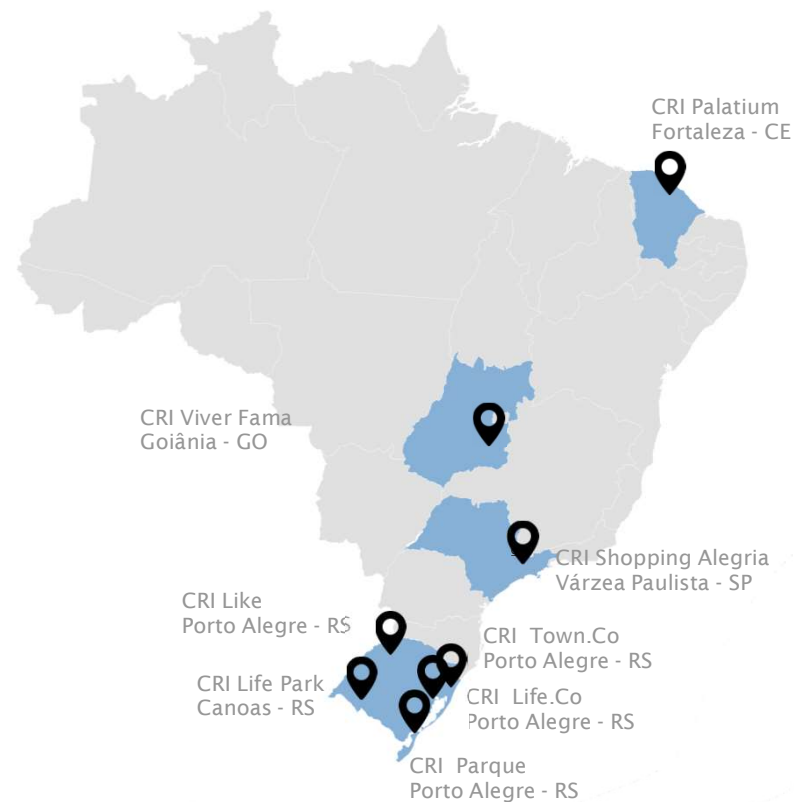 CRI Palatium
Fortaleza - CE
CRI Viver Fama
Goiânia - GO
CRI Shopping Alegria
Várzea Paulista - SP
CRI Like
Porto Alegre - RS
CRI Town.Co
Porto Alegre - RS
CRI Life Park
Canoas - RS
CRI Life.Co
Porto Alegre - RS
CRI Parque
Porto Alegre - RS